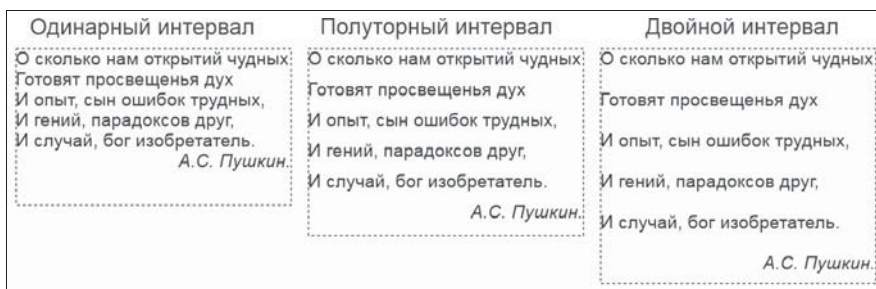 Одинарный интервал
О сколько нам открытий чудных
Готовят просвещенья дух
И опыт, сын ошибок трудных,
И гений, парадоксов друг,
И случай, бог изобретатель.
А.С. Пушкин.
Полуторный интервал
О сколько нам открытий чудных
Готовят просвещенья дух
И опыт, сын ошибок трудных,
И гений, парадоксов друг,
И случай, бог изобретатель.
А.С. Пушкин.
Двойной интервал
О сколько нам открытий чудных
Готовят просвещенья дух
И опыт, сын ошибок трудных,
И гений, парадоксов друг,
И случай, бог изобретатель.
А.С. Пушкин.